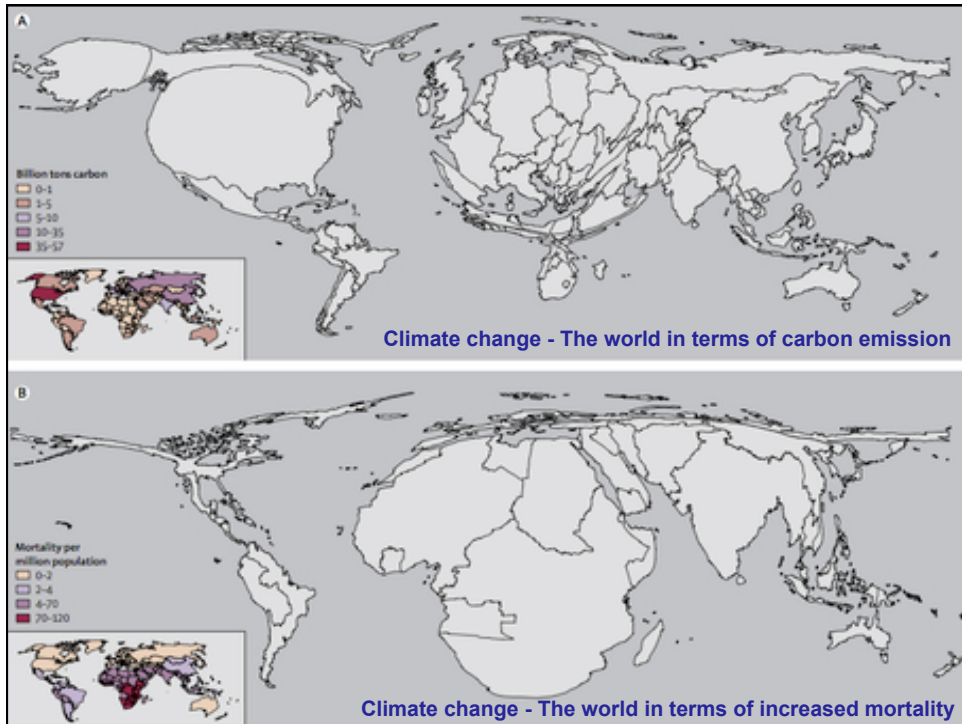 A
Billion tons carbon
0-1
1-5
5-10
10-35
35-57
Climate change - The world in terms of carbon emission
B
Mortality per
million population
0-2
2-4
4-70
70-120
Climate change - The world in terms of increased mortality